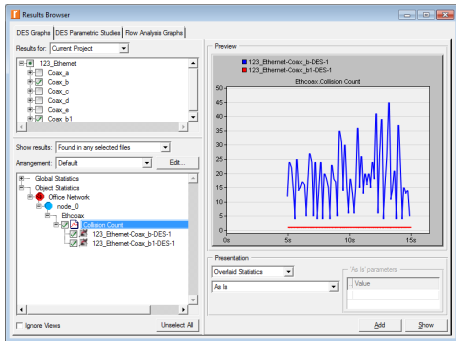 Results Browser
DES Graphs DES Parametric Studies Flow Analysis Graphs
Results for: Current Project
123_Ethernet
Coax_a
Coax_b
Coax_c
Coax_d
Coax_e
Coax_b1
Show results: Found in any selected files
Arrangement: Default Edit...
Global Statistics
Object Statistics
Office Network
node_0
Ethcoax
Collision Count
123_Ethernet-Coax_b-DES-1
123_Ethernet-Coax_b1-DES-1
Ignore Views Unselect All
Preview
123_Ethernet-Coax_b-DES-1
123_Ethernet-Coax_b1-DES-1
Ethcoax.Collision Count
50
45
40
35
30
25
20
15
10
5
0
0s 5s 10s 15s
Presentation
Overlaid Statistics
As Is
'As Is' parameters
Value
Add Show